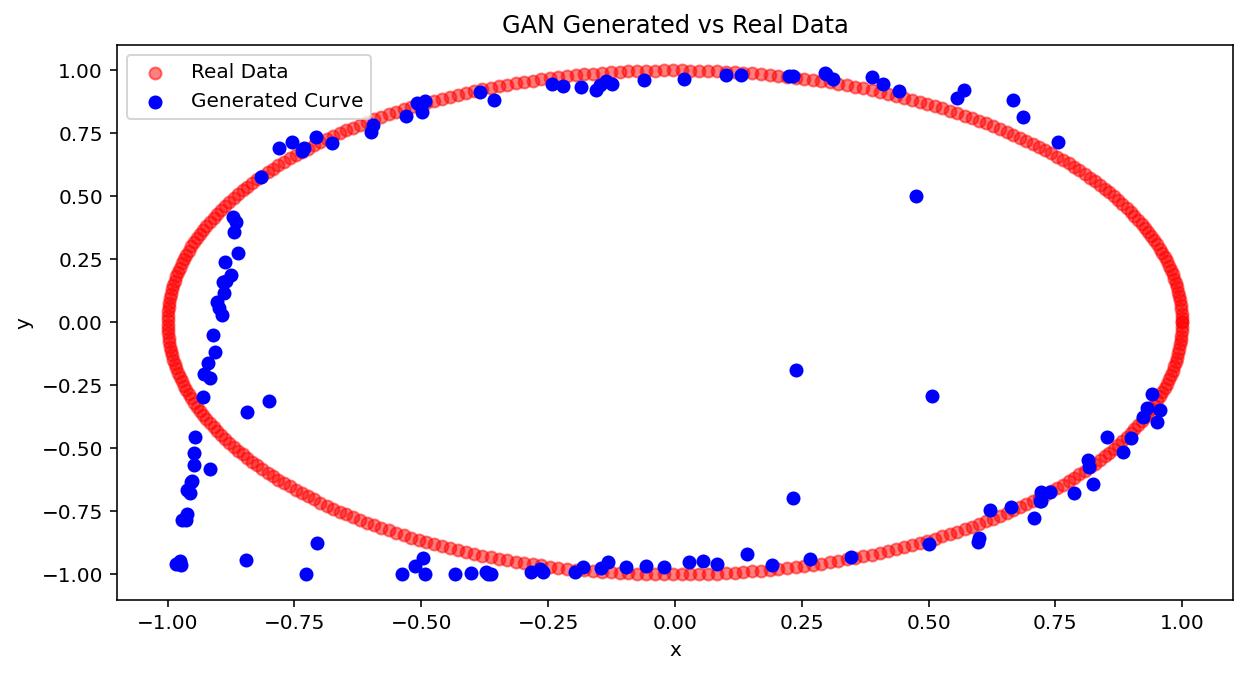 GAN Generated vs Real Data
Real Data
Generated Curve
1.00
0.75
0.50
0.25
0.00
−0.25
−0.50
−0.75
−1.00
y
−1.00 −0.75 −0.50 −0.25 0.00 0.25 0.50 0.75 1.00
x